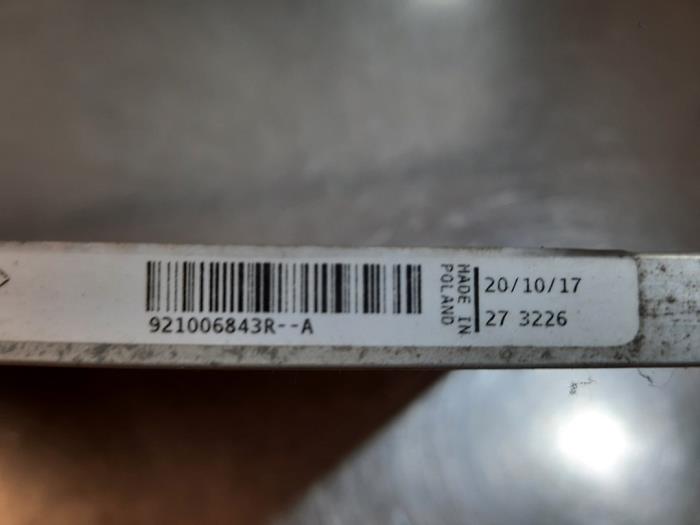 921006843R--A
MADE IN
POLAND
20/10/17
27 3226